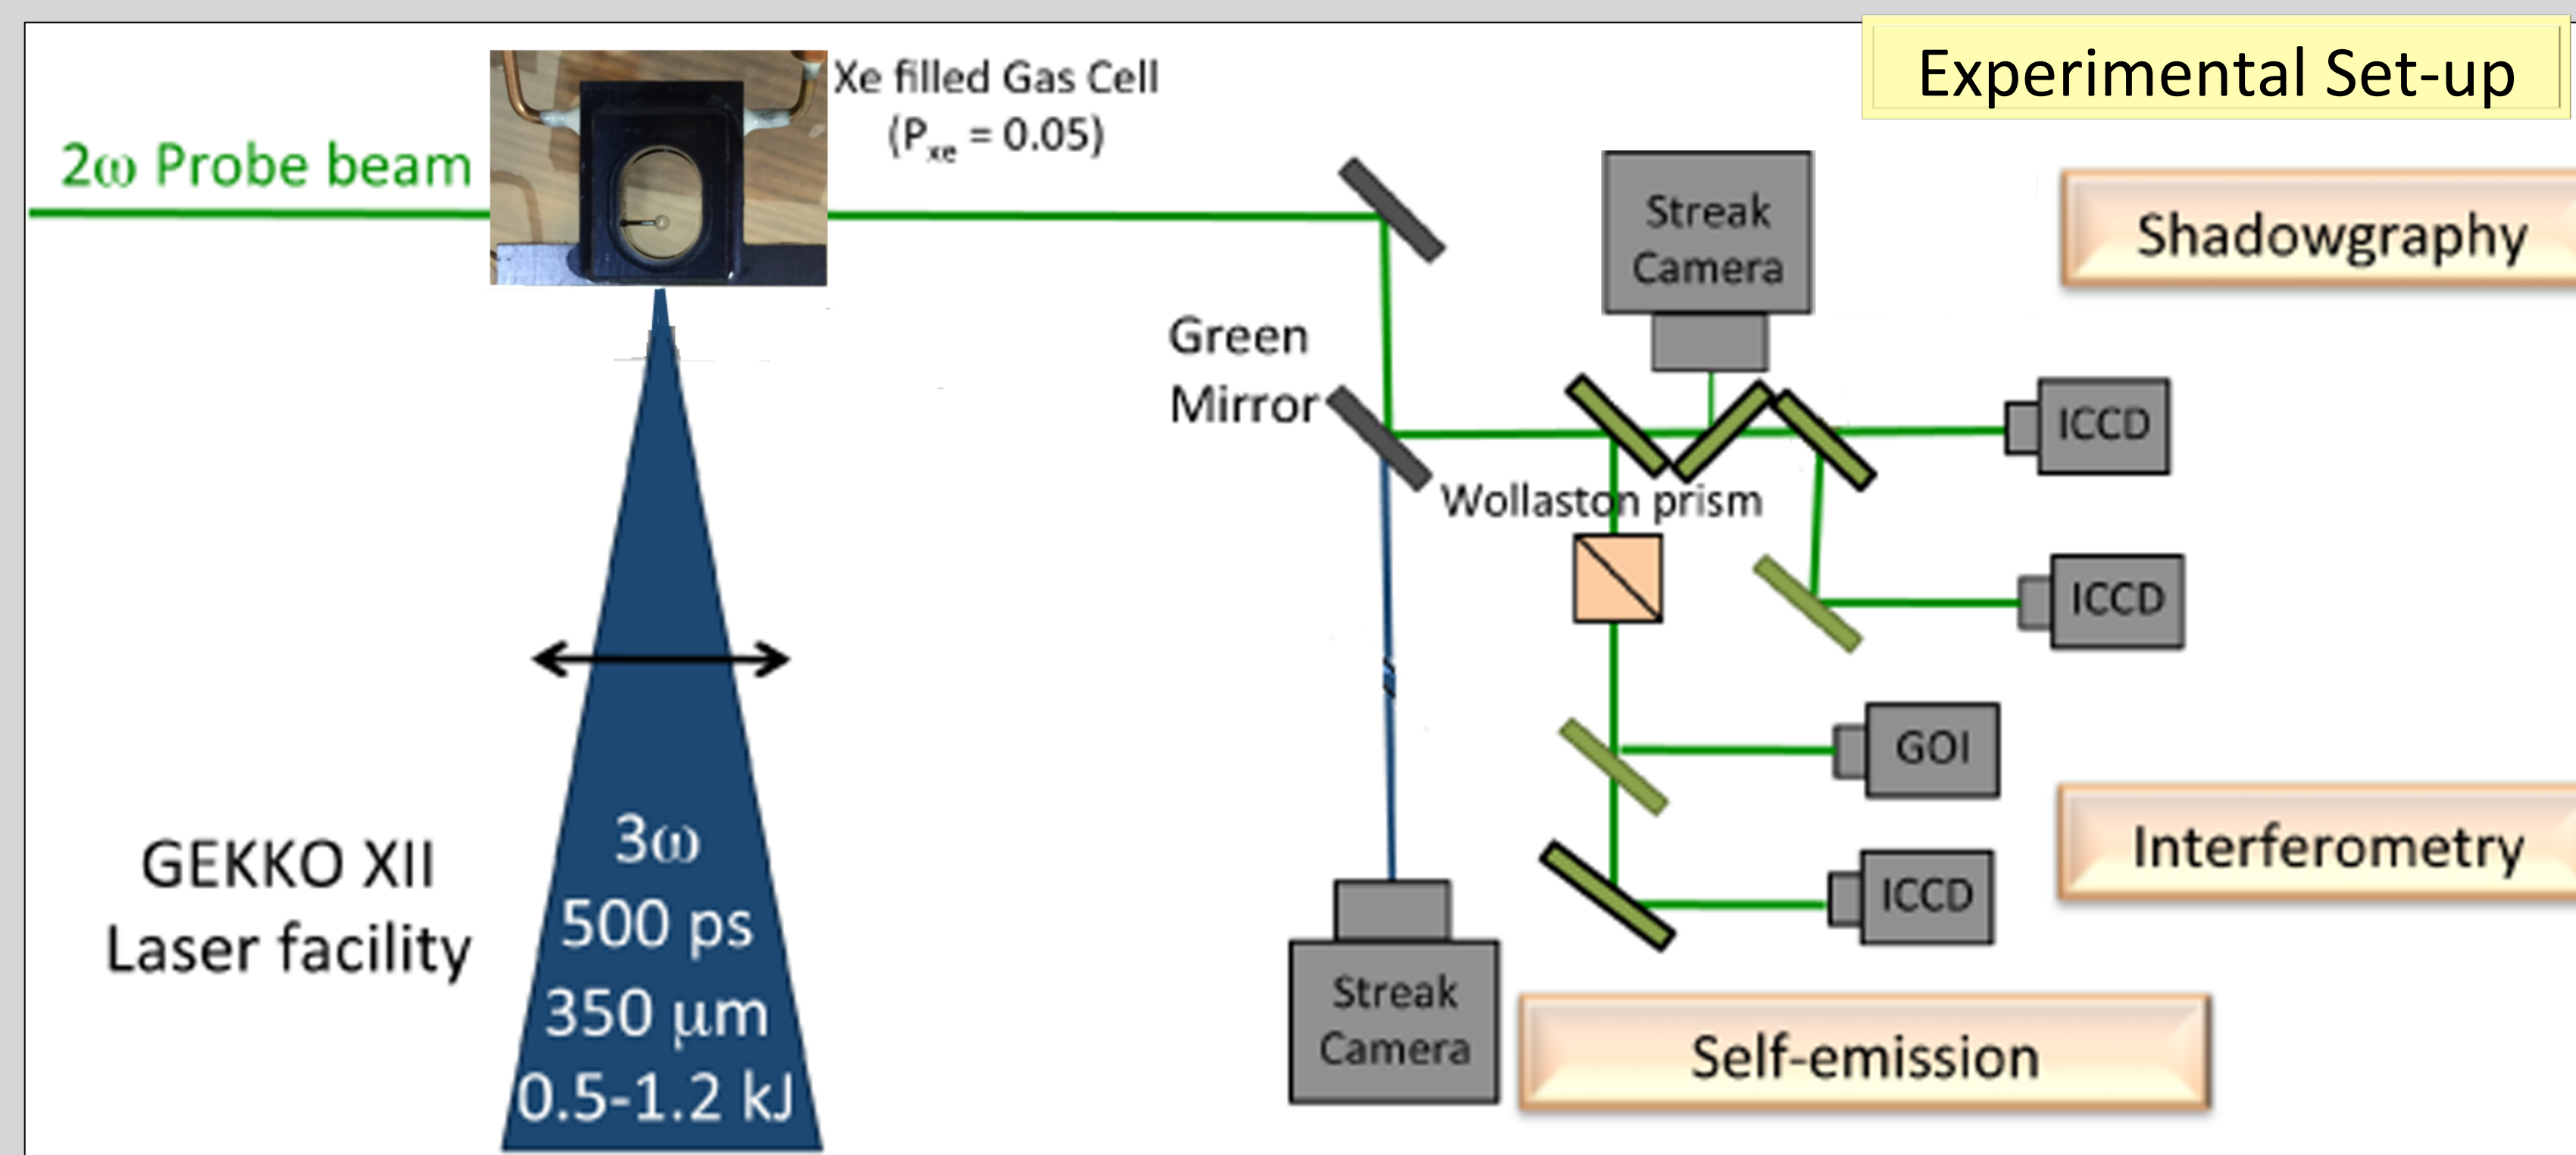 Experimental Set-up
Xe filled Gas Cell
(Pxe = 0.05)
2ω Probe beam
Streak
Camera
Shadowgraphy
Green
Mirror
ICCD
Wollaston prism
ICCD
GOI
Interferometry
ICCD
GEKKO XII
Laser facility
3ω
500 ps
350 μm
0.5-1.2 kJ
Streak
Camera
Self-emission